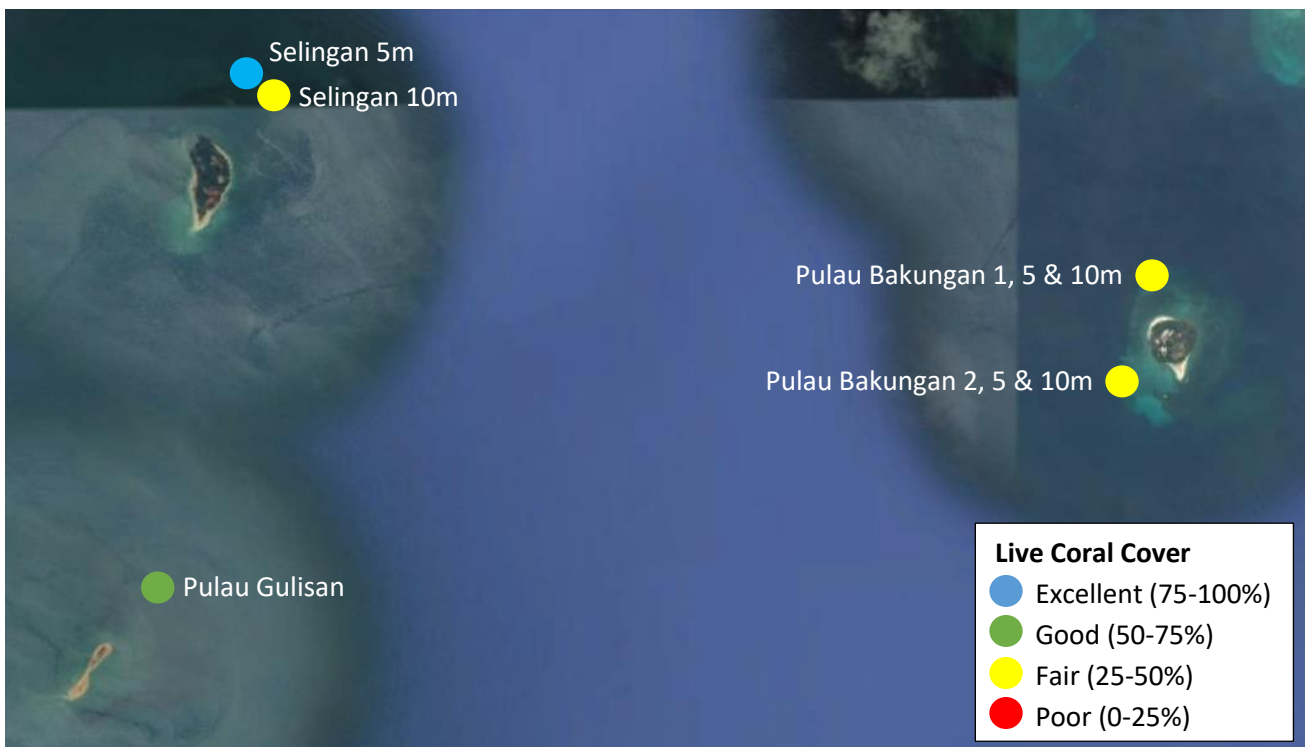 Selingan 5m
Selingan 10m
Pulau Bakungan 1, 5 & 10m
Pulau Bakungan 2, 5 & 10m
Pulau Gulisan
Live Coral Cover
Excellent (75-100%)
Good (50-75%)
Fair (25-50%)
Poor (0-25%)